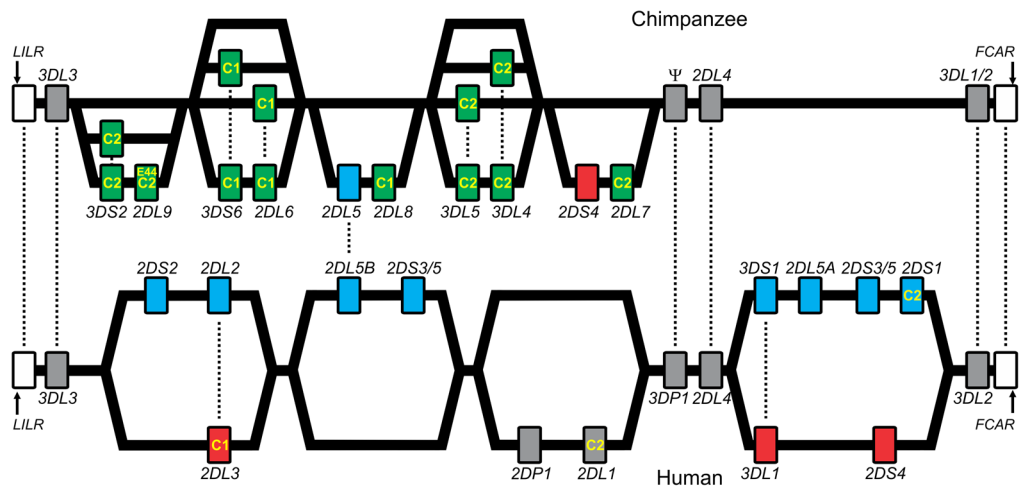 Chimpanzee
LILR
3DL3
C1
C2
Ψ
2DL4
3DL1/2
FCAR
C1
C2
C2
C2
E44
C2
C1
C1
C1
C2
C2
C2
3DS2
2DL9
3DS6
2DL6
2DL5
2DL8
3DL5
3DL4
2DS4
2DL7
2DS2
2DL2
2DL5B
2DS3/5
3DS1
2DL5A
2DS3/5
2DS1
C2
3DL3
3DP1
2DL4
3DL2
LILR
FCAR
C1
C2
2DL3
2DP1
2DL1
3DL1
2DS4
Human